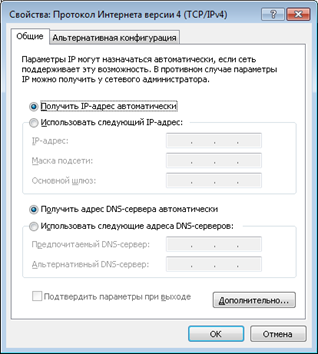 Свойства: Протокол Интернета версии 4 (TCP/IPv4)
Общие Альтернативная конфигурация
Параметры IP могут назначаться автоматически, если сеть
поддерживает эту возможность. В противном случае параметры
IP можно получить у сетевого администратора.
Получить IP-адрес автоматически
Использовать следующий IP-адрес:
IP-адрес:
Маска подсети:
Основной шлюз:
Получить адрес DNS-сервера автоматически
Использовать следующие адреса DNS-серверов:
Предпочитаемый DNS-сервер:
Альтернативный DNS-сервер:
Подтвердить параметры при выходе
Дополнительно...
ОК Отмена